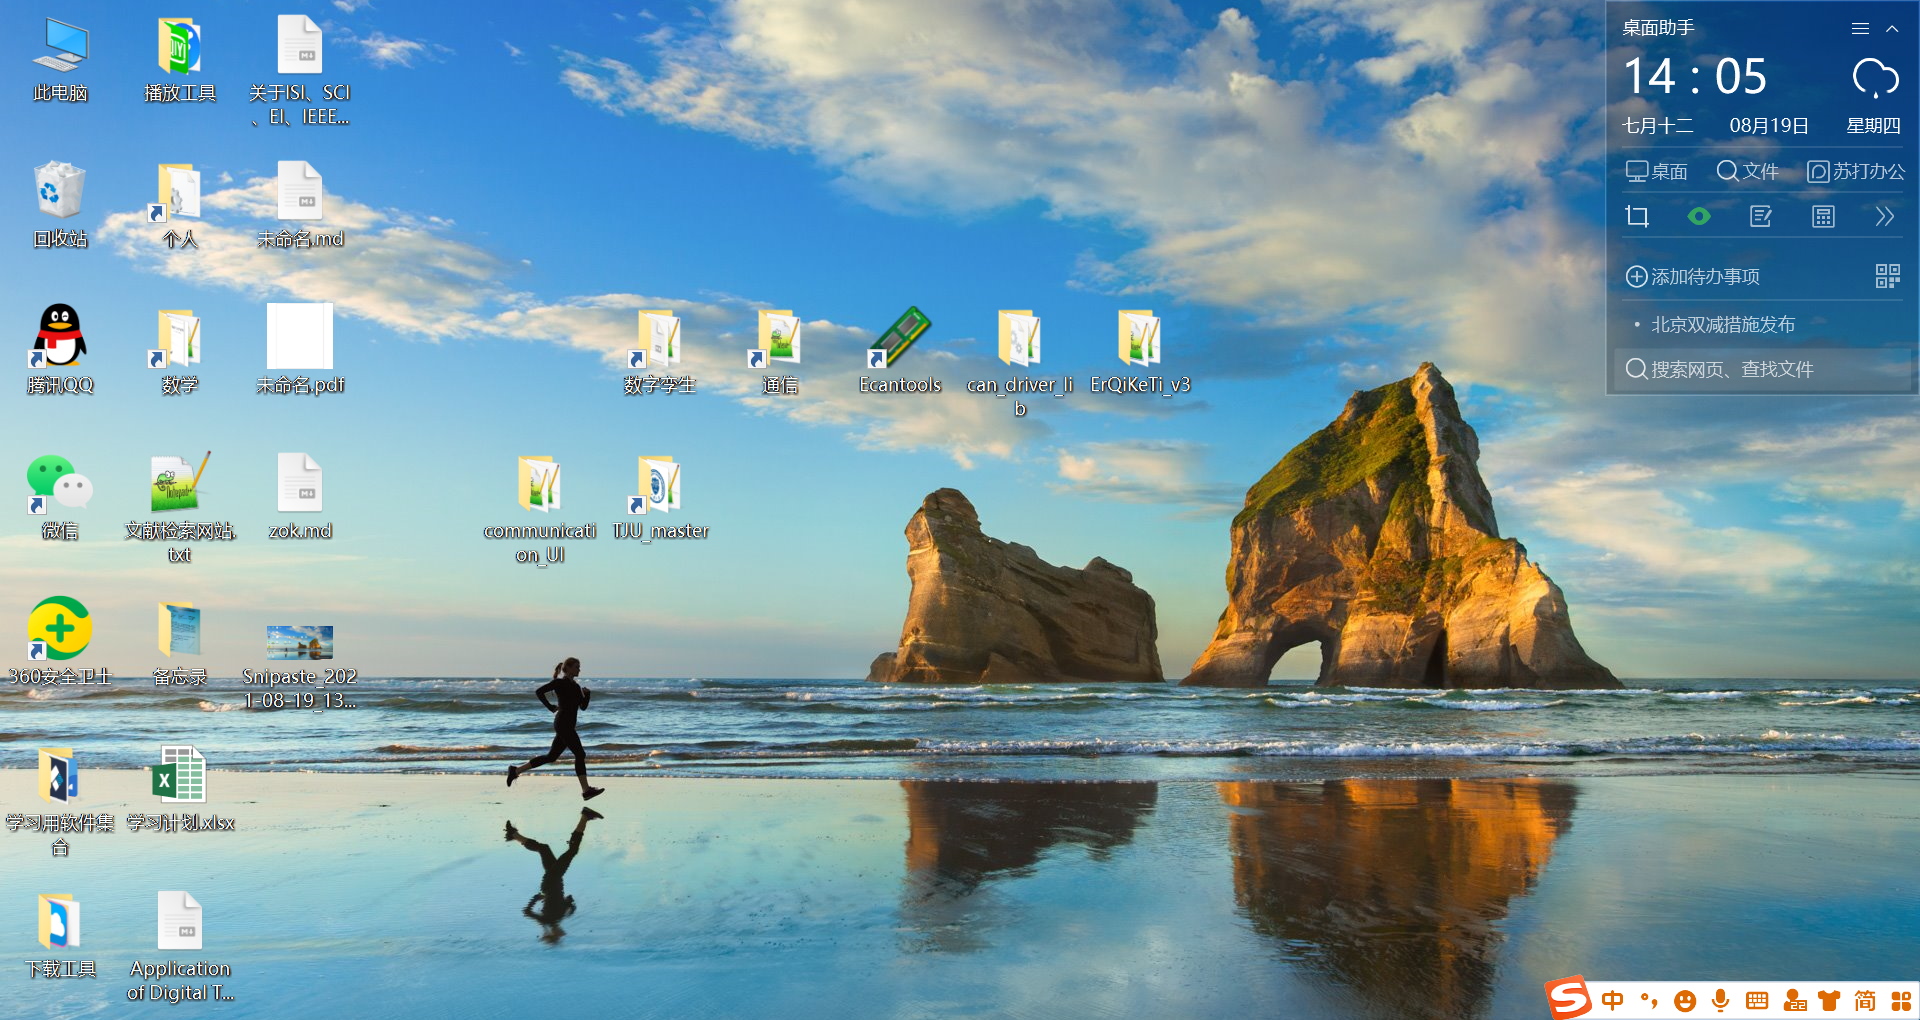 此电脑
播放工具
关于ISI、SCI
、EI、IEEE...
回收站
个人
未命名.md
腾讯QQ
数学
未命名.pdf
数字孪生
通信
Ecantools
can_driver_li
b
ErQiKeTi_v3
微信
文献检索网站.
txt
zok.md
communicati
on_UI
TJU_master
360安全卫士
备忘录
Snipaste_202
1-08-19_13...
学习用软件集
合
学习计划.xlsx
下载工具
Application
of Digital T...
桌面助手
14 : 05
七月十二 08月19日 星期四
桌面 文件 苏打办公
添加待办事项
· 北京双减措施发布
搜索网页、查找文件
S 中 °, 22 简